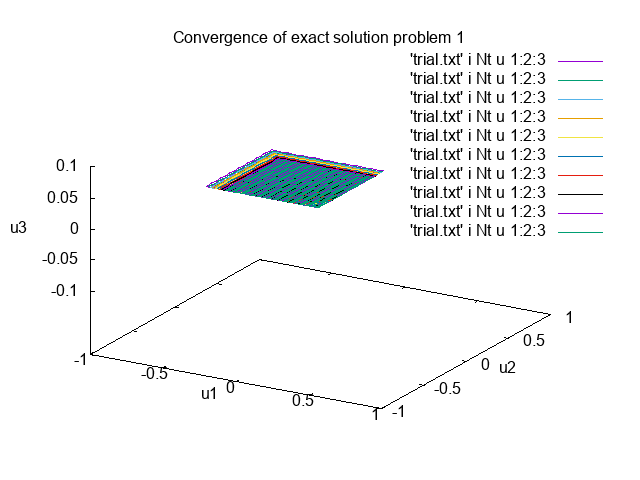 Convergence of exact solution problem 1
'trial.txt' i Nt u 1:2:3
'trial.txt' i Nt u 1:2:3
'trial.txt' i Nt u 1:2:3
'trial.txt' i Nt u 1:2:3
'trial.txt' i Nt u 1:2:3
'trial.txt' i Nt u 1:2:3
'trial.txt' i Nt u 1:2:3
'trial.txt' i Nt u 1:2:3
'trial.txt' i Nt u 1:2:3
'trial.txt' i Nt u 1:2:3
0.1
0.05
0
-0.05
-0.1
u3
-1
-0.5
0
0.5
1
u1
-1
-0.5
0
0.5
1
u2